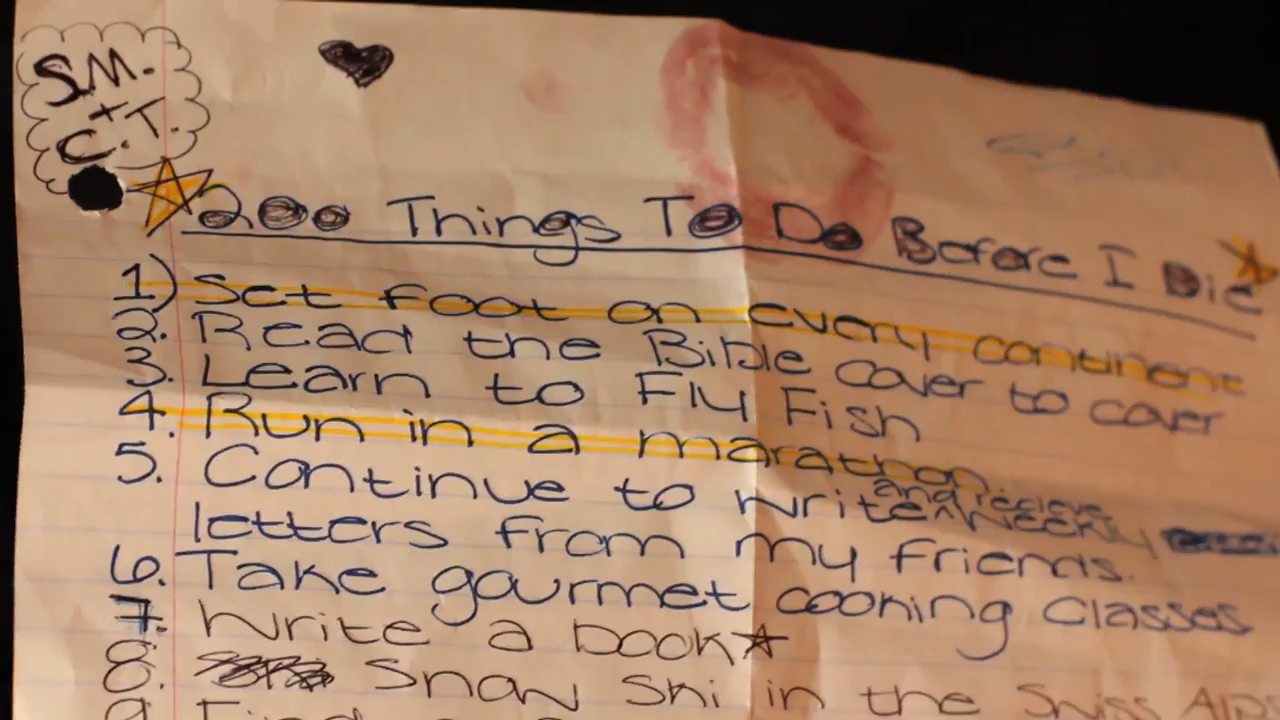 S.M.
+
C.T.
200 Things To Do Before I Die
1) Set foot on every continent
2. Read the Bible cover to cover
3. Learn to Fly Fish
4. Run in a marathon.
and recieve
5. Continue to write ^ weekly
letters from my friends.
6. Take gourmet cooking classes
7. Write a book
8. Snow Ski in the Swiss Alps
9. Find